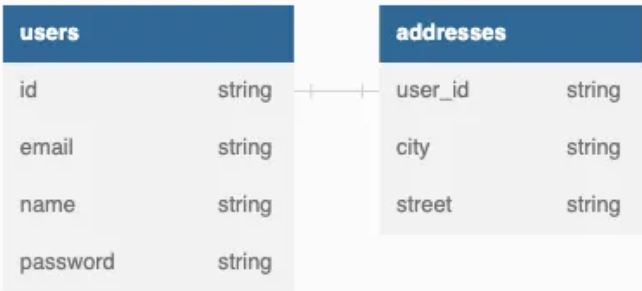 users
id string
email string
name string
password string
addresses
user_id string
city string
street string